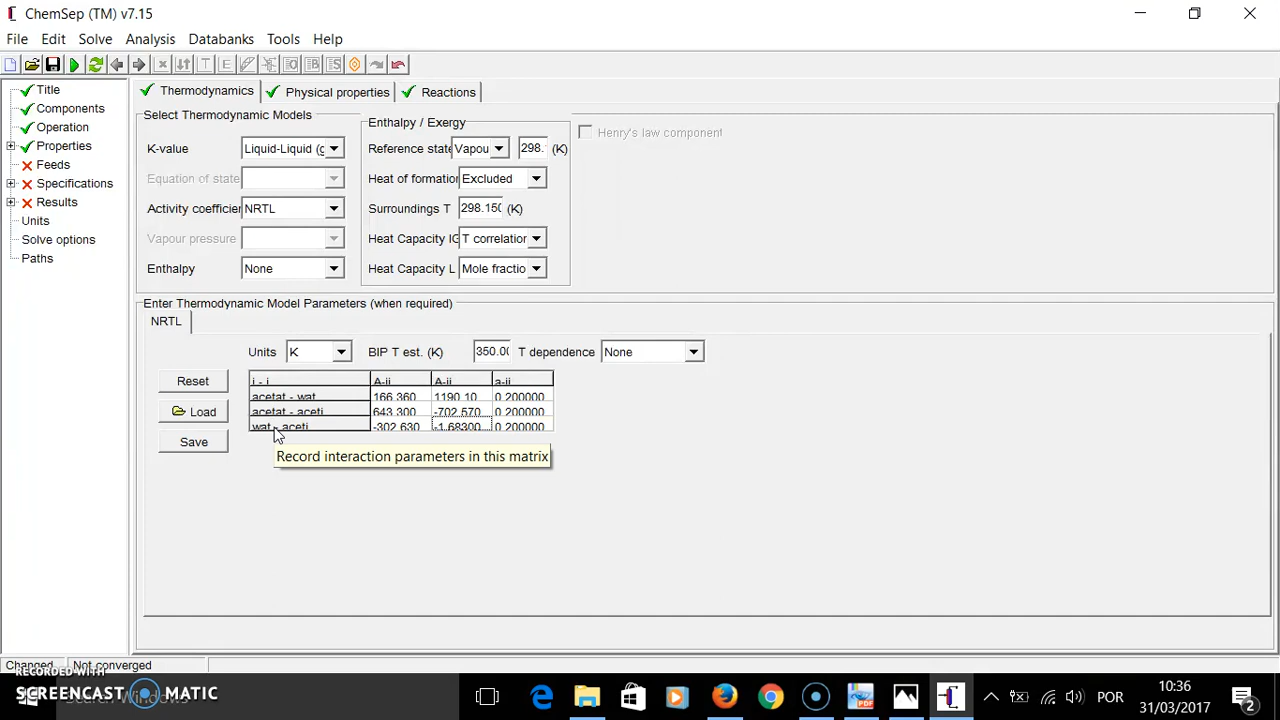 ChemSep (TM) v7.15
File Edit Solve Analysis Databanks Tools Help
Title
Components
Operation
Properties
Feeds
Specifications
Results
Units
Solve options
Paths
Thermodynamics Physical properties Reactions
Select Thermodynamic Models
K-value Liquid-Liquid (g
Equation of state
Activity coefficien NRTL
Vapour pressure
Enthalpy None
Enthalpy / Exergy
Reference state Vapou 298. (K)
Heat of formation Excluded
Surroundings T 298.150 (K)
Heat Capacity IG T correlation
Heat Capacity L Mole fractio
Henry's law component
Enter Thermodynamic Model Parameters (when required)
NRTL
Units K BIP T est. (K) 350.00 T dependence None
Reset
Load
Save
i - j A-ij A-ji a-ij
acetat - wat 166.360 1190.10 0.200000
acetat - aceti 643.300 -702.570 0.200000
wat - aceti -302.630 -1.68300 0.200000
Record interaction parameters in this matrix
Changed Not converged
RECORDED WITH
SCREENCAST MATIC
Search Windows
POR
10:36
31/03/2017
2